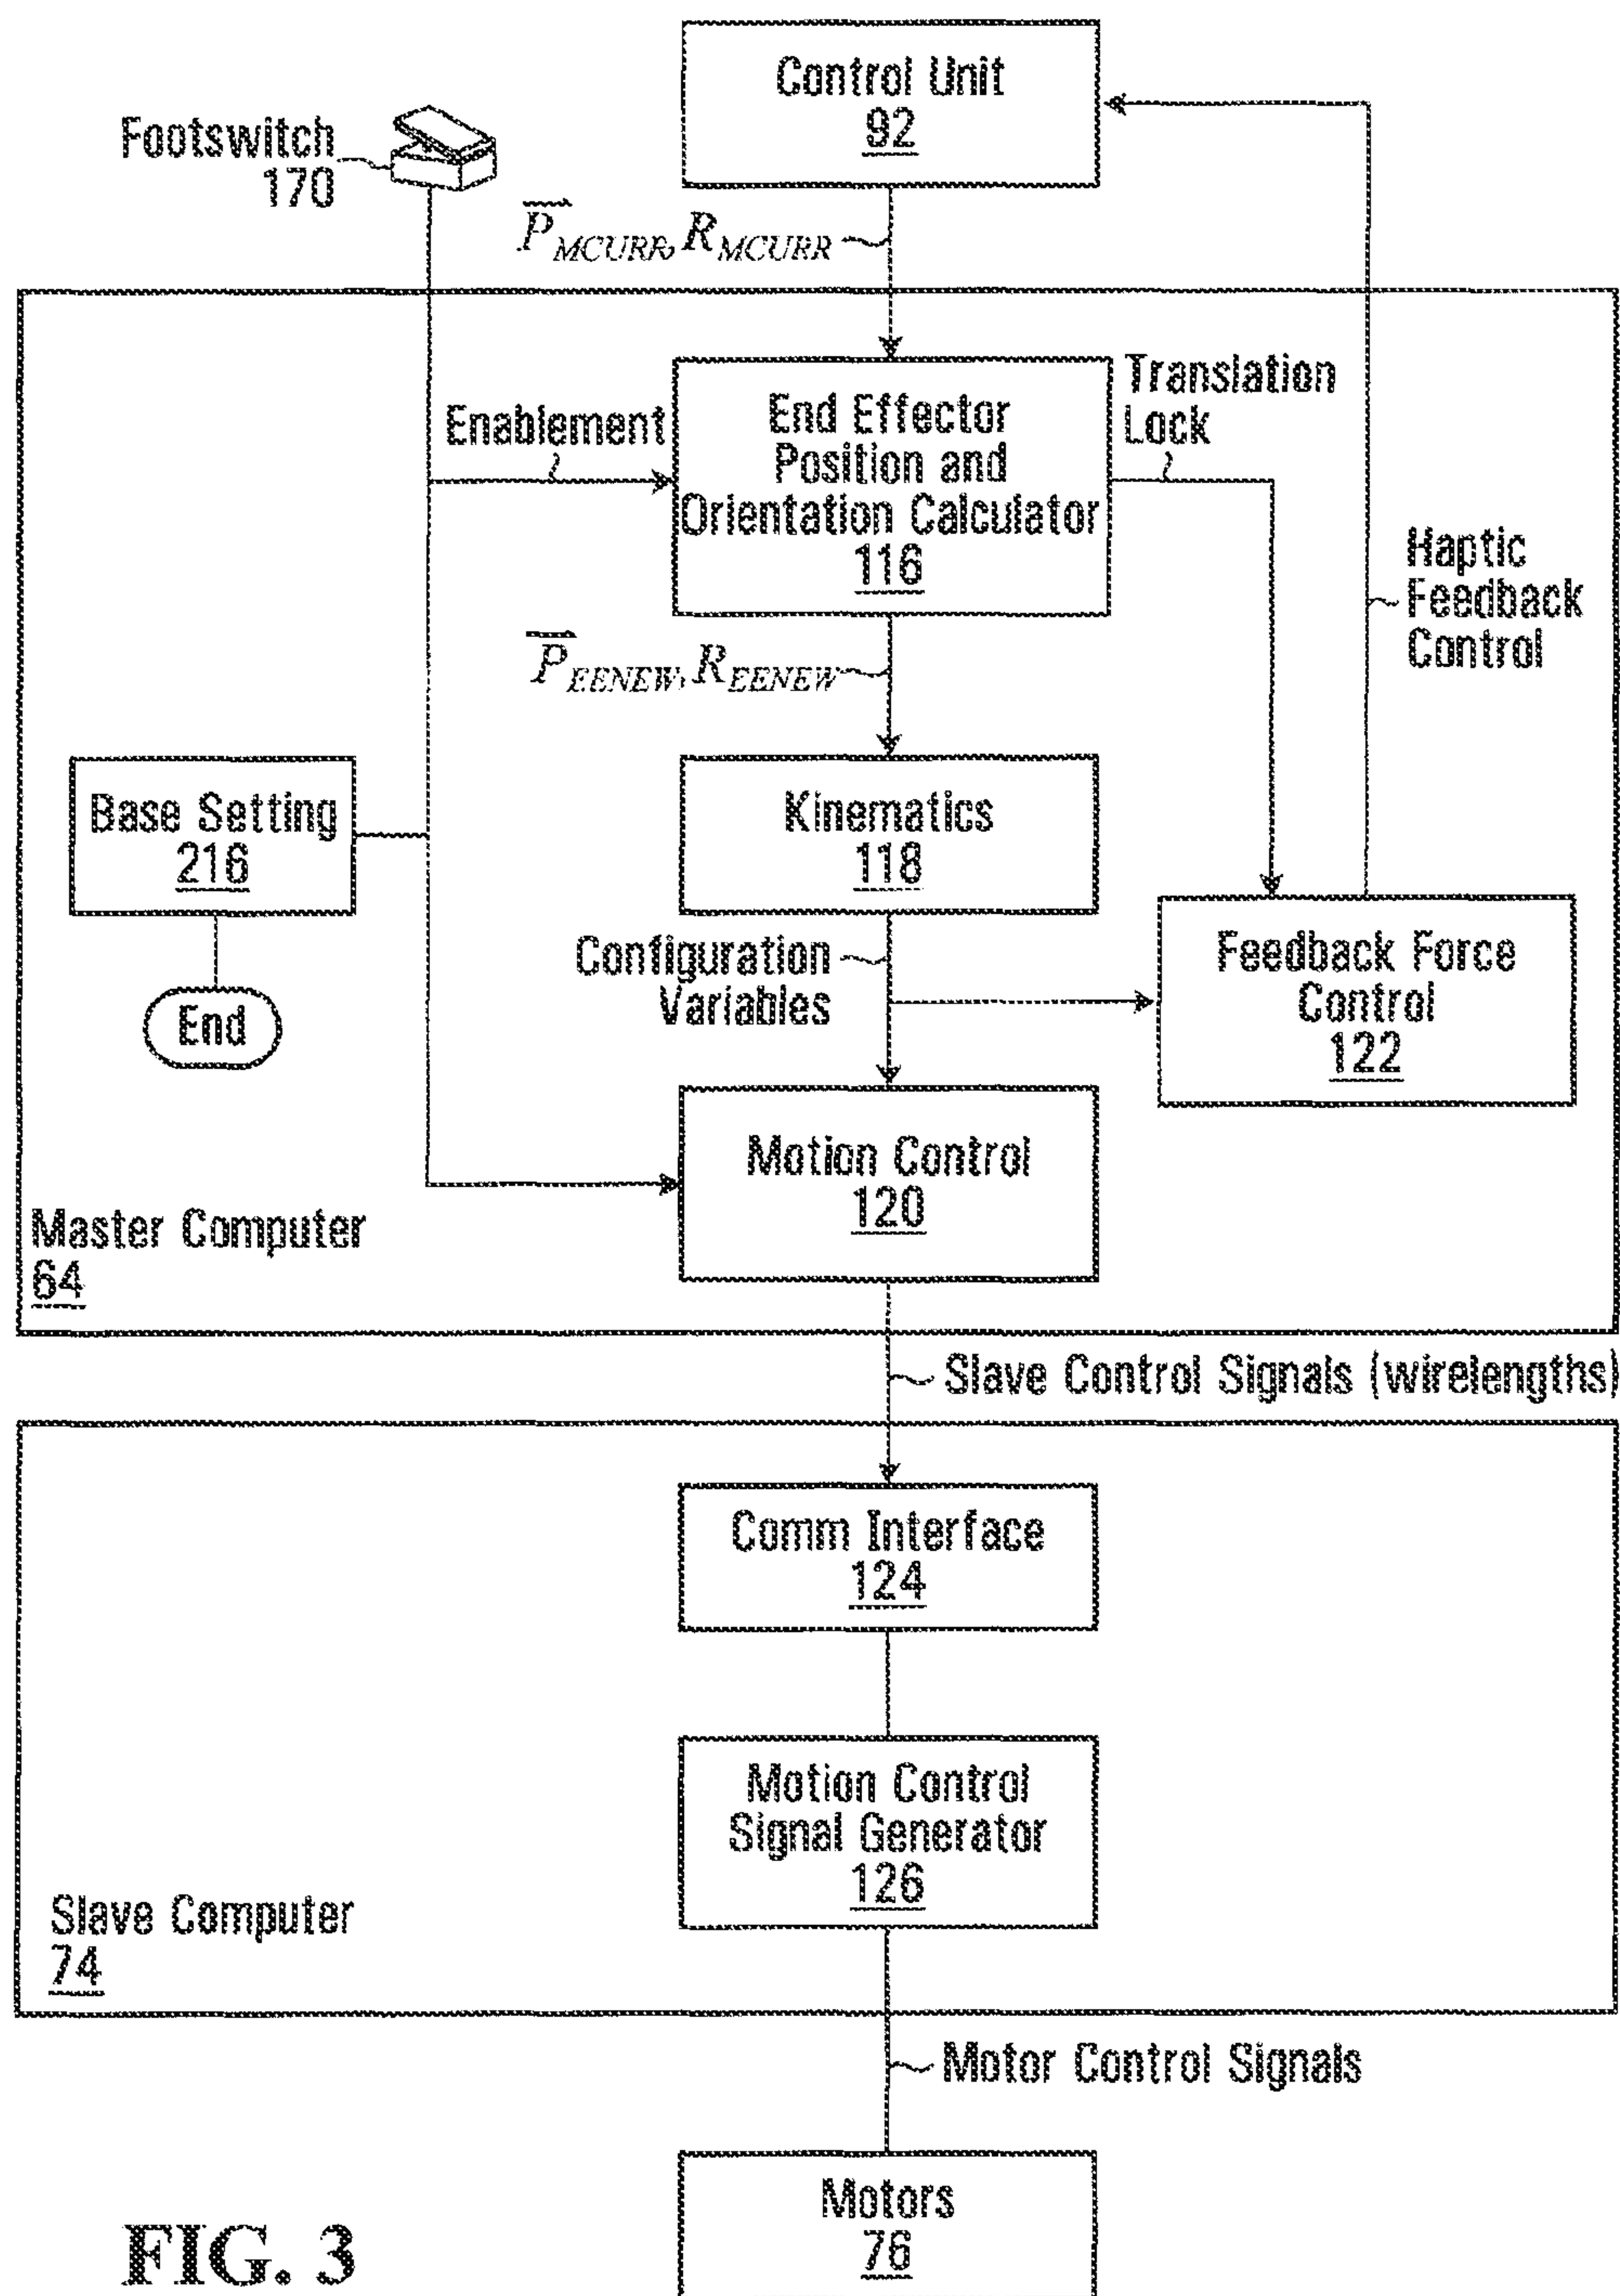 Control Unit
92
Footswitch
170
P⃗MCURR, RMCURR
Enablement
End Effector
Position and
Orientation Calculator
116
Translation
Lock
Haptic
Feedback
Control
P⃗EENEW, REENEW
Base Setting
216
End
Kinematics
118
Configuration
Variables
Feedback Force
Control
122
Motion Control
120
Master Computer
64
Slave Control Signals (wirelengths)
Comm Interface
124
Motion Control
Signal Generator
126
Slave Computer
74
Motor Control Signals
Motors
76
FIG. 3